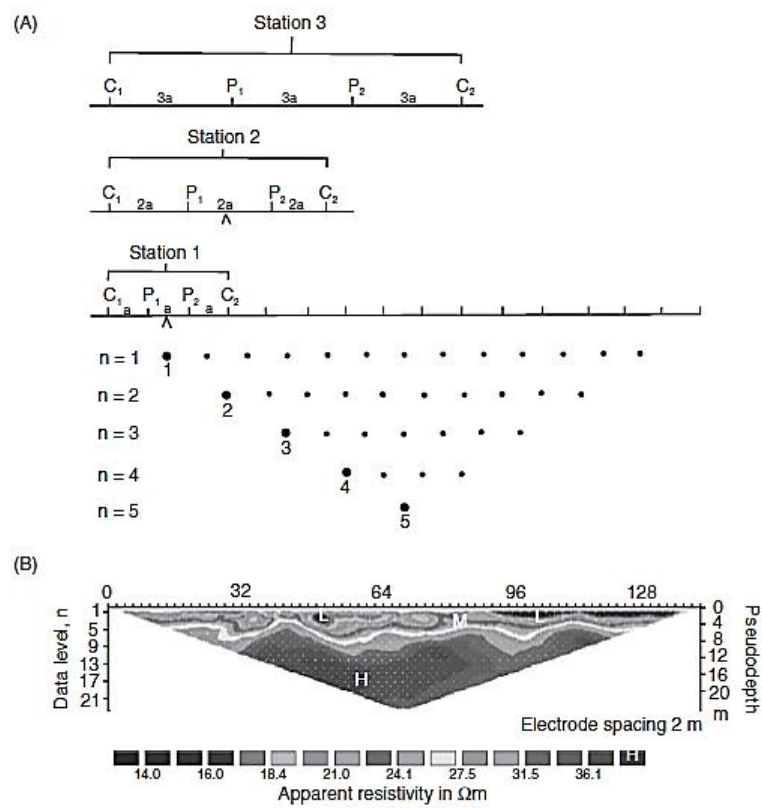 (A)
Station 3
C1 3a P1 3a P2 3a C2
Station 2
C1 2a P1 2a P2 2a C2
Station 1
C1 a P1 a P2 a C2
n = 1
1
n = 2
2
n = 3
3
n = 4
4
n = 5
5
(B)
0 32 64 96 128
1 5 9 13 17 21
Data level, n
L M L
H
0 4 8 12 16 20 m
Pseudodepth
Electrode spacing 2 m
H
14.0 16.0 18.4 21.0 24.1 27.5 31.5 36.1
Apparent resistivity in Ωm